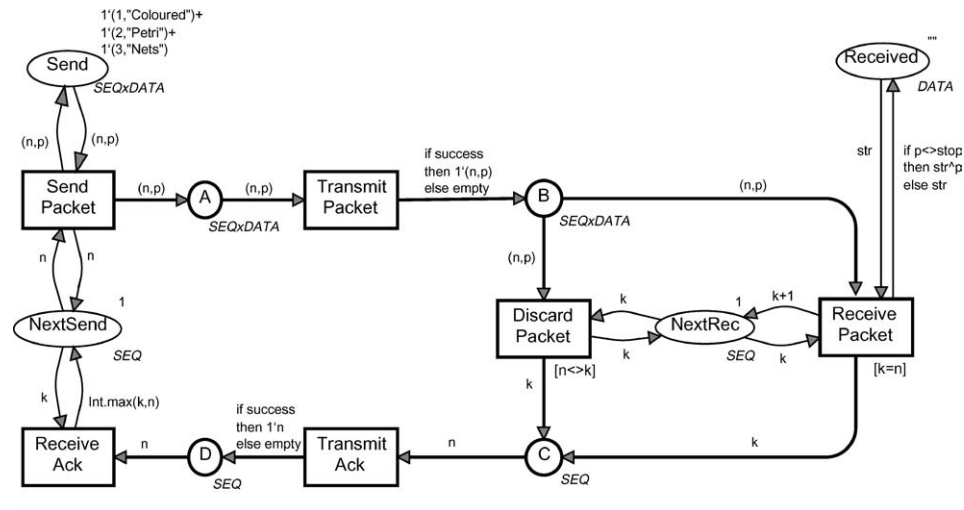 1‘(1,"Coloured")+
1‘(2,"Petri")+
1‘(3,"Nets")
Send
SEQxDATA
""
Received
DATA
(n,p)
(n,p)
str
if p<>stop
then str^p
else str
Send
Packet
(n,p)
A
SEQxDATA
(n,p)
Transmit
Packet
if success
then 1‘(n,p)
else empty
B
SEQxDATA
(n,p)
n
n
(n,p)
1
NextSend
SEQ
Discard
Packet
[n<>k]
k
k
1
NextRec
SEQ
k+1
k
Receive
Packet
[k=n]
k
Int.max(k,n)
k
Receive
Ack
n
D
SEQ
if success
then 1‘n
else empty
Transmit
Ack
n
C
SEQ
k